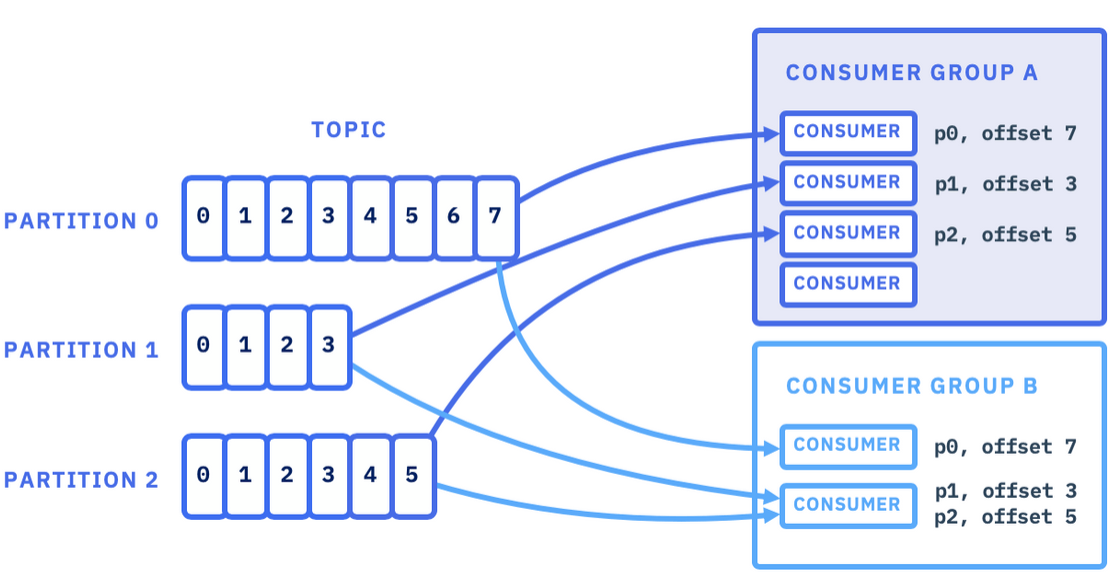 TOPIC
PARTITION 0
0 1 2 3 4 5 6 7
PARTITION 1
0 1 2 3
PARTITION 2
0 1 2 3 4 5
CONSUMER GROUP A
CONSUMER p0, offset 7
CONSUMER p1, offset 3
CONSUMER p2, offset 5
CONSUMER
CONSUMER GROUP B
CONSUMER p0, offset 7
CONSUMER p1, offset 3
p2, offset 5